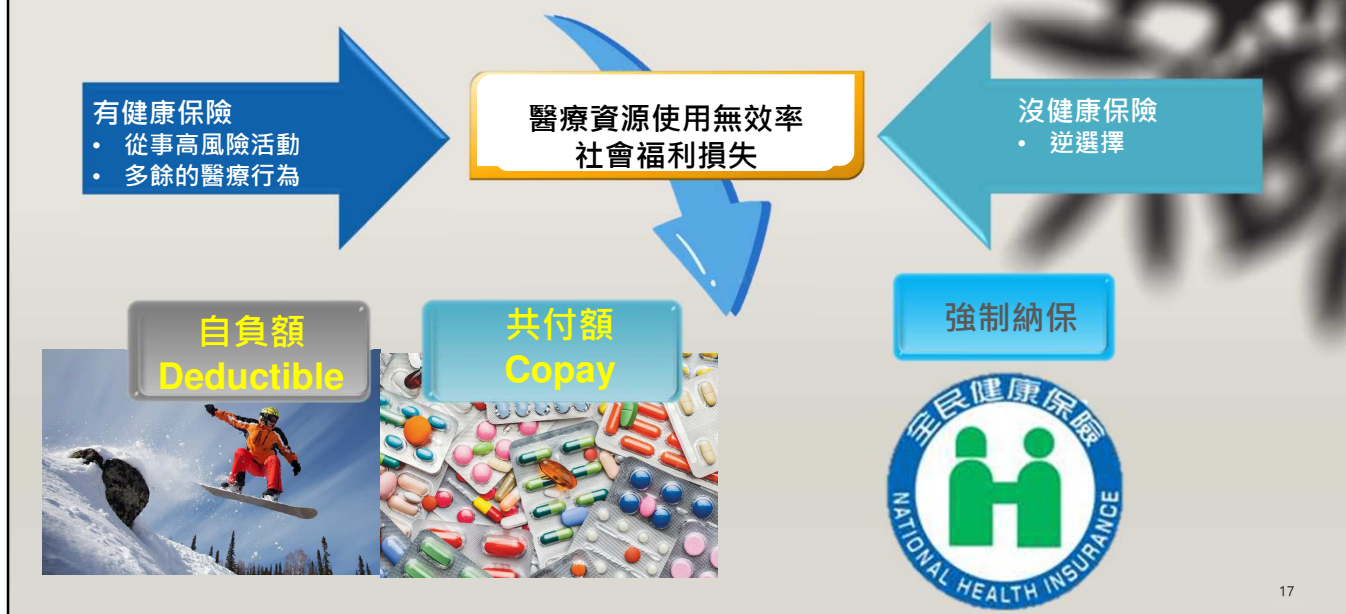 有健康保險
• 從事高風險活動
• 多餘的醫療行為
醫療資源使用無效率
社會福利損失
沒健康保險
• 逆選擇
自負額
Deductible
共付額
Copay
強制納保
全民健康保險
NATIONAL HEALTH INSURANCE
17